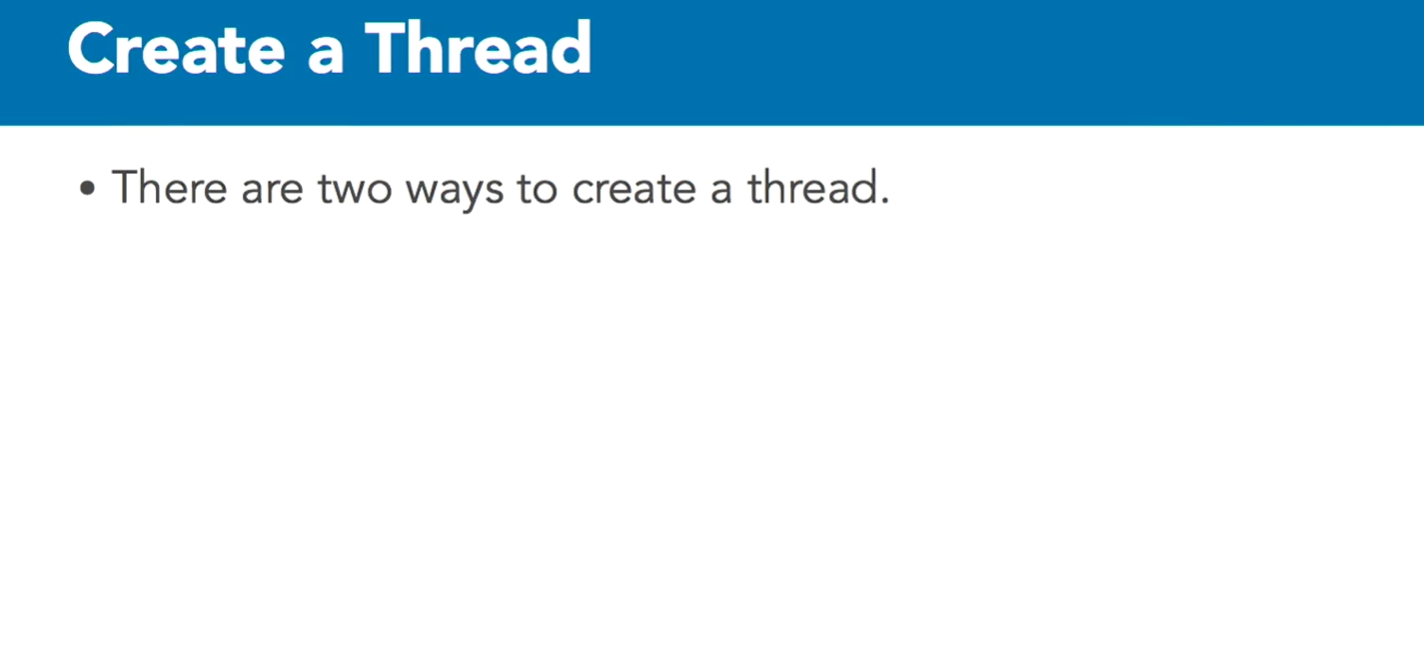 Create a Thread
• There are two ways to create a thread.